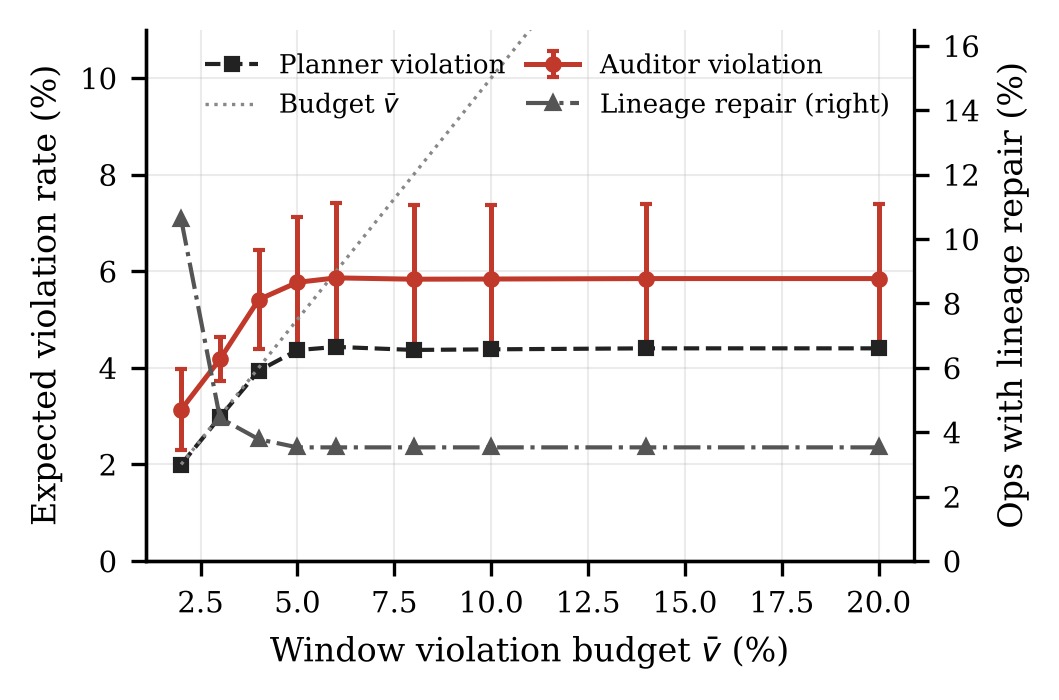 Planner violation
Budget v̄
Auditor violation
Lineage repair (right)
Expected violation rate (%)
10
8
6
4
2
0
16
14
12
10
8
6
4
2
0
Ops with lineage repair (%)
2.5 5.0 7.5 10.0 12.5 15.0 17.5 20.0
Window violation budget v̄ (%)